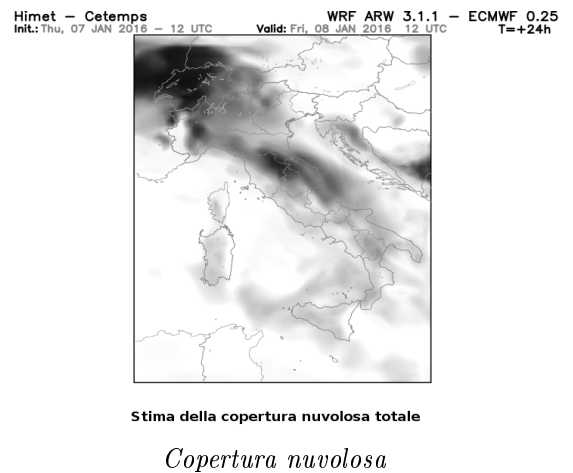 Himet – Cetemps WRF ARW 3.1.1 – ECMWF 0.25
Init.: Thu, 07 JAN 2016 – 12 UTC Valid: Fri, 08 JAN 2016 12 UTC T=+24h
Stima della copertura nuvolosa totale
Copertura nuvolosa